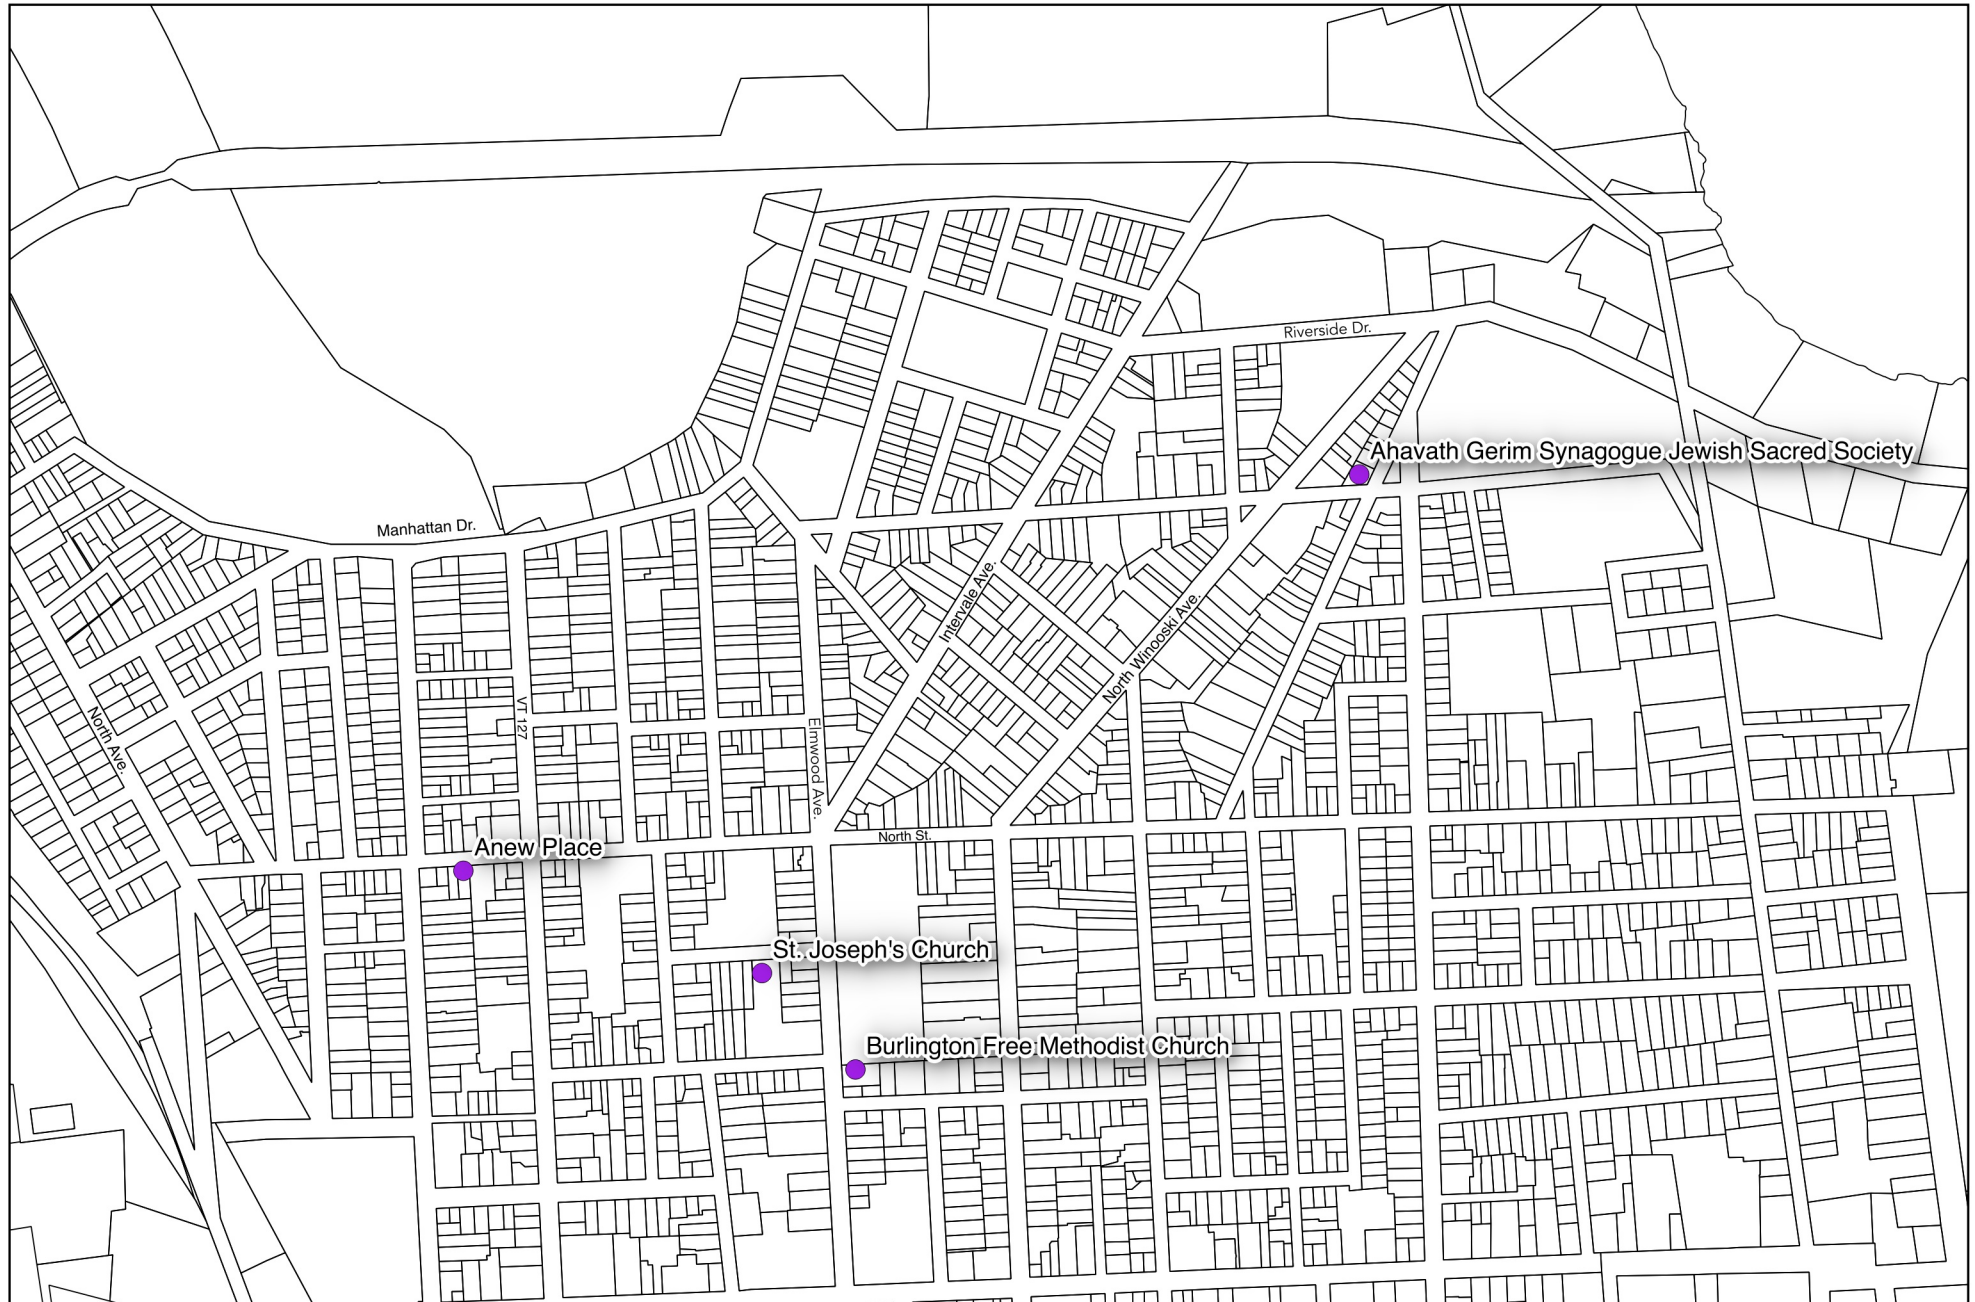 Riverside Dr.
Ahavath Gerim Synagogue Jewish Sacred Society
Manhattan Dr.
Intervale Ave.
North Winooski Ave.
VT 127
North Ave.
Elmwood Ave.
North St.
Anew Place
St. Joseph's Church
Burlington Free Methodist Church